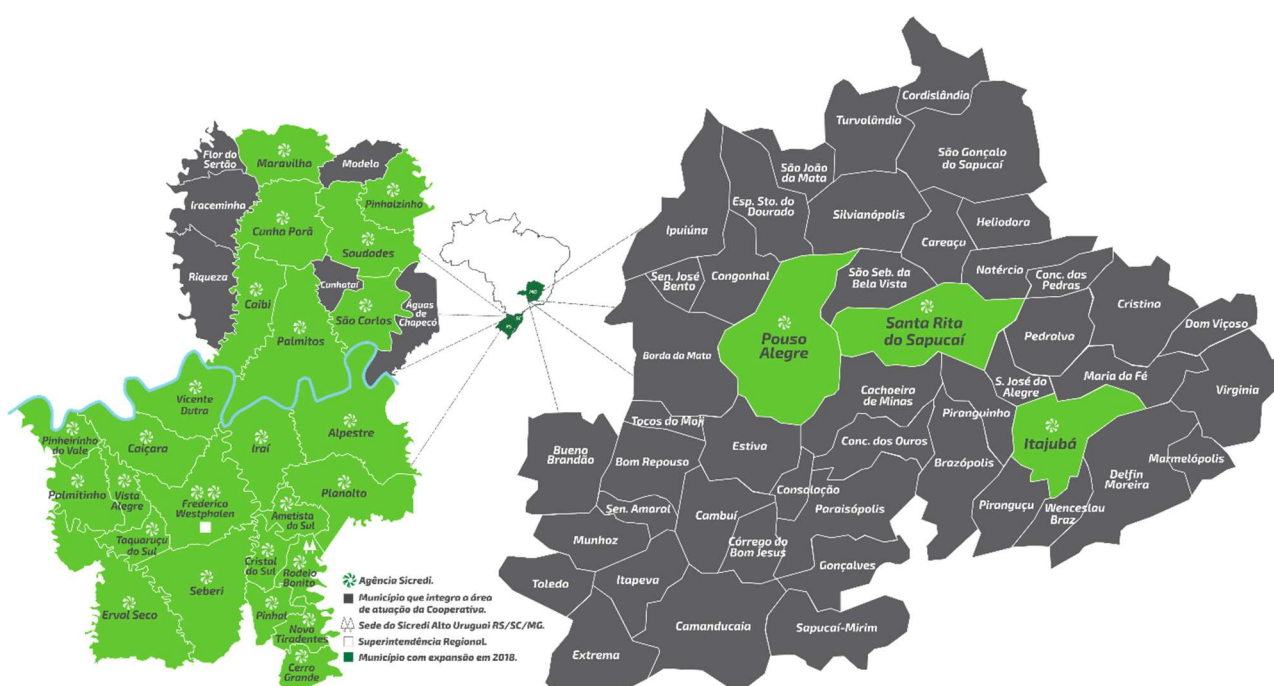 Flor do
Sertão
Maravilha
Modelo
Iraceminha
Pinhalzinho
Cunha Porã
Saudades
Riqueza
Cunhataí
Águas
de
Chapecó
Caibi
São Carlos
Palmitos
Vicente
Dutra
Pinheirinho
do Vale
Caiçara
Iraí
Alpestre
Palmitinho
Vista
Alegre
Frederico
Westphalen
Planalto
Ametista
do Sul
Taquaruçu
do Sul
Cristal
do Sul
Rodeio
Bonito
Seberi
Erval Seco
Pinhal
Novo
Tiradentes
Cerro
Grande
MG
SC
RS
Agência Sicredi.
Município que integra a área
de atuação da Cooperativa.
Sede da Sicredi Alto Uruguai RS/SC/MG.
Superintendência Regional.
Município com expansão em 2018.
Cordislândia
Turvolândia
São Gonçalo
do Sapucaí
São João
da Mata
Esp. Sto. do
Dourado
Silvianópolis
Heliodora
Ipuiúna
Careaçu
Sen. José
Bento
Congonhal
São Seb. da
Bela Vista
Natércia
Conc. das
Pedras
Cristina
Dom Viçoso
Pouso
Alegre
Santa Rita
do Sapucaí
Pedrolvo
Borda da Mata
S. José do
Alegre
Maria da Fé
Virginia
Cachoeira
de Minas
Piranguinho
Tocos do Moji
Itajubá
Bueno
Brandão
Estiva
Conc. dos Ouros
Bom Repouso
Brazópolis
Marmelópolis
Delfin
Moreira
Consolação
Sen. Amaral
Paraisópolis
Piranguçu
Wenceslau
Braz
Cambuí
Munhoz
Córrego do
Bom Jesus
Gonçalves
Toledo
Itapeva
Camanducaia
Sapucaí-Mirim
Extrema